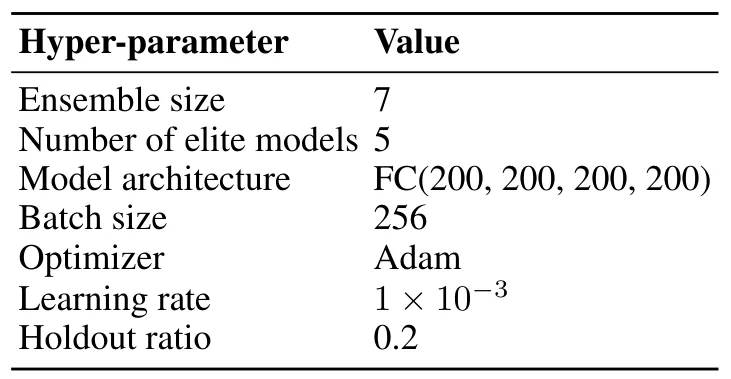 Hyper-parameter Value
Ensemble size 7
Number of elite models 5
Model architecture FC(200, 200, 200, 200)
Batch size 256
Optimizer Adam
Learning rate 1 × 10⁻³
Holdout ratio 0.2